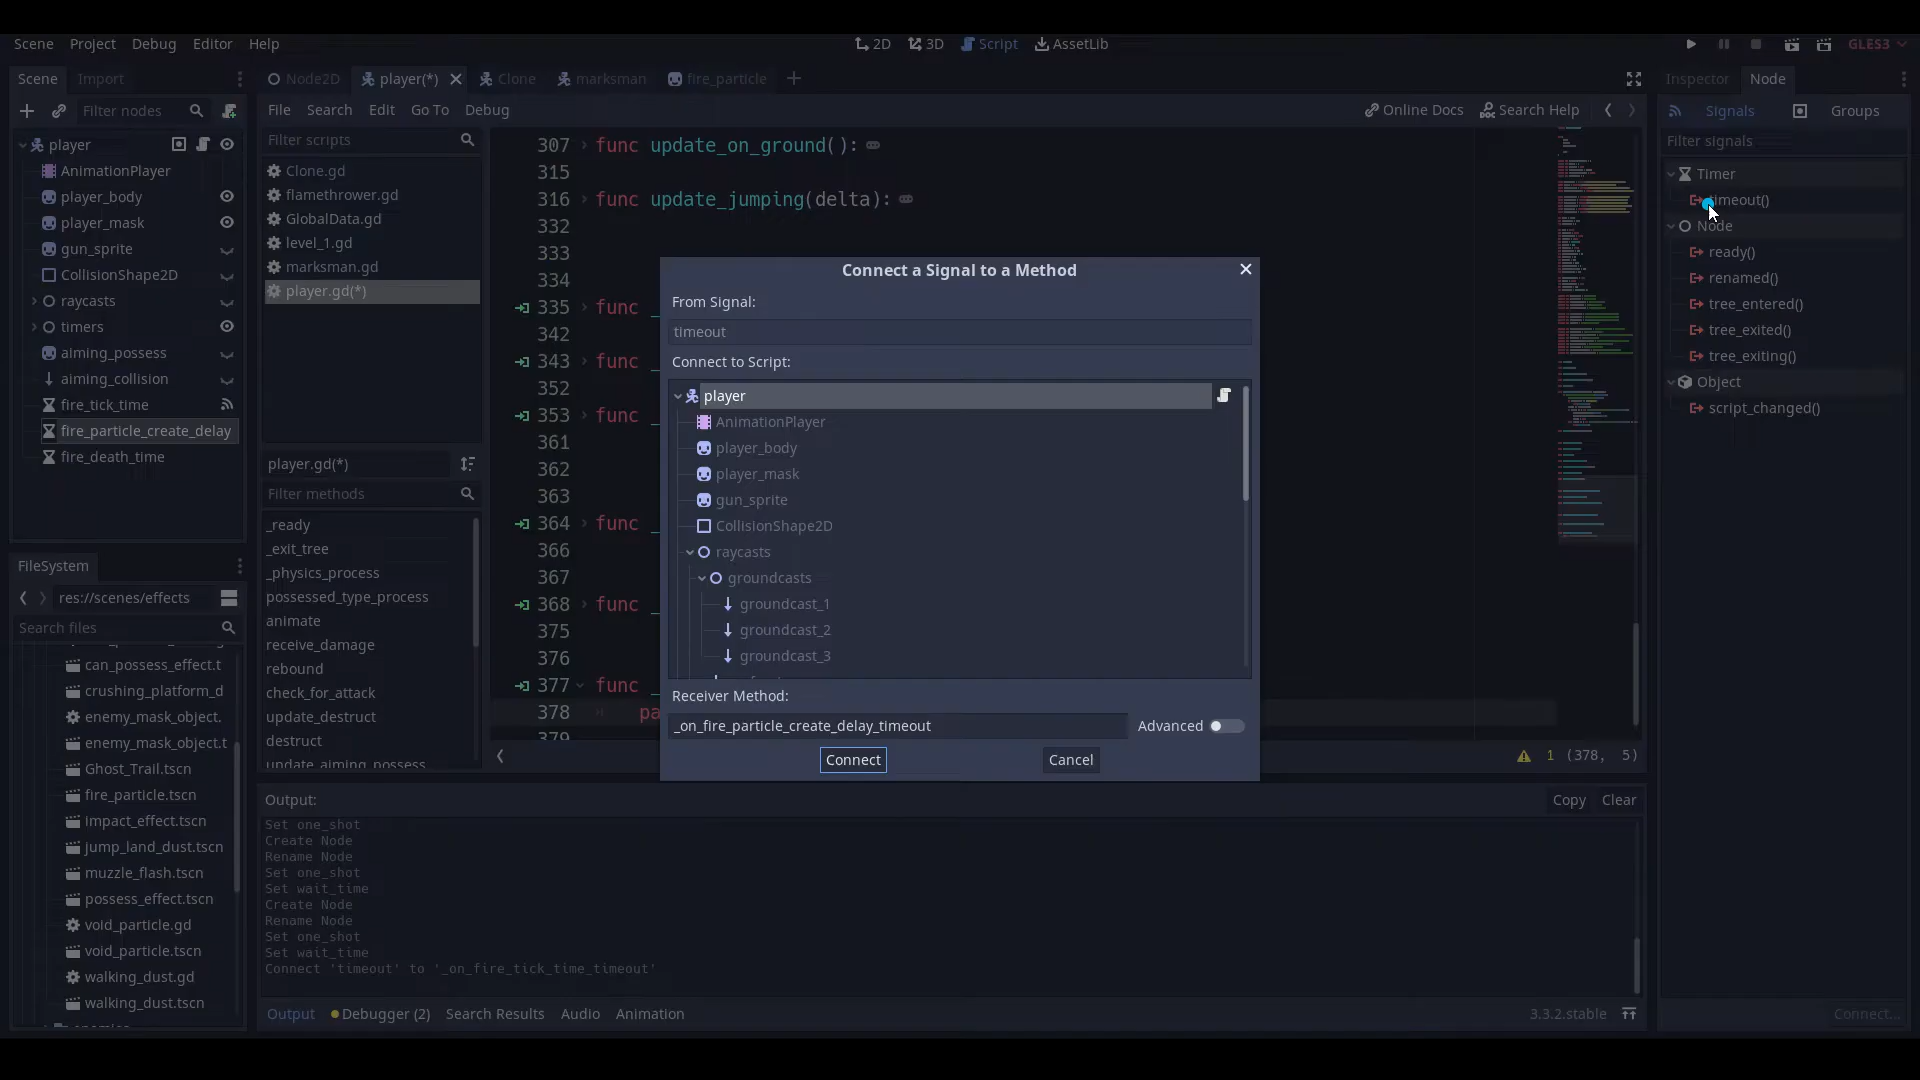 Scene Project Debug Editor Help
2D 3D Script AssetLib
GLES3
Scene Import
Node2D player(*) Clone marksman fire_particle
Inspector Node
Filter nodes
File Search Edit Go To Debug
Online Docs Search Help
Signals Groups
player
AnimationPlayer
player_body
player_mask
gun_sprite
CollisionShape2D
raycasts
timers
aiming_possess
aiming_collision
fire_tick_time
fire_particle_create_delay
fire_death_time
Filter scripts
Clone.gd
flamethrower.gd
GlobalData.gd
level_1.gd
marksman.gd
player.gd(*)
player.gd(*)
Filter methods
_ready
_exit_tree
_physics_process
possessed_type_process
animate
receive_damage
rebound
check_for_attack
update_destruct
destruct
update_aiming_possess
307 func update_on_ground():
315
316 func update_jumping(delta):
332
333
334
335 func _
342
343 func _
352
353 func _
361
362
363
364 func _
366
367
368 func _
375
376
377 func _
378 pa
379
1 (378, 5)
Connect a Signal to a Method
From Signal:
timeout
Connect to Script:
player
AnimationPlayer
player_body
player_mask
gun_sprite
CollisionShape2D
raycasts
groundcasts
groundcast_1
groundcast_2
groundcast_3
Receiver Method:
_on_fire_particle_create_delay_timeout
Advanced
Connect Cancel
Filter signals
Timer
timeout()
Node
ready()
renamed()
tree_entered()
tree_exited()
tree_exiting()
Object
script_changed()
Connect...
FileSystem
res://scenes/effects
Search files
can_possess_effect.t
crushing_platform_d
enemy_mask_object.
enemy_mask_object.t
Ghost_Trail.tscn
fire_particle.tscn
impact_effect.tscn
jump_land_dust.tscn
muzzle_flash.tscn
possess_effect.tscn
void_particle.gd
void_particle.tscn
walking_dust.gd
walking_dust.tscn
Output:
Copy Clear
Set one_shot
Create Node
Rename Node
Set one_shot
Set wait_time
Create Node
Rename Node
Set one_shot
Set wait_time
Connect 'timeout' to '_on_fire_tick_time_timeout'
Output Debugger (2) Search Results Audio Animation
3.3.2.stable